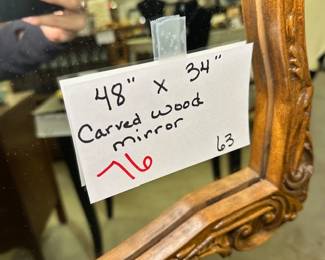 48" x 34"
Carved wood
mirror
76
63